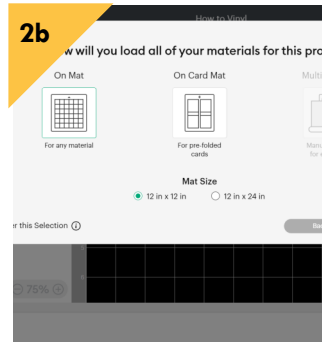 How to Vinyl
2b
w will you load all of your materials for this pro
On Mat
On Card Mat
Multi
For any material
For pre-folded
cards
Manu
for
Mat Size
12 in x 12 in
12 in x 24 in
er this Selection
Ba
75%